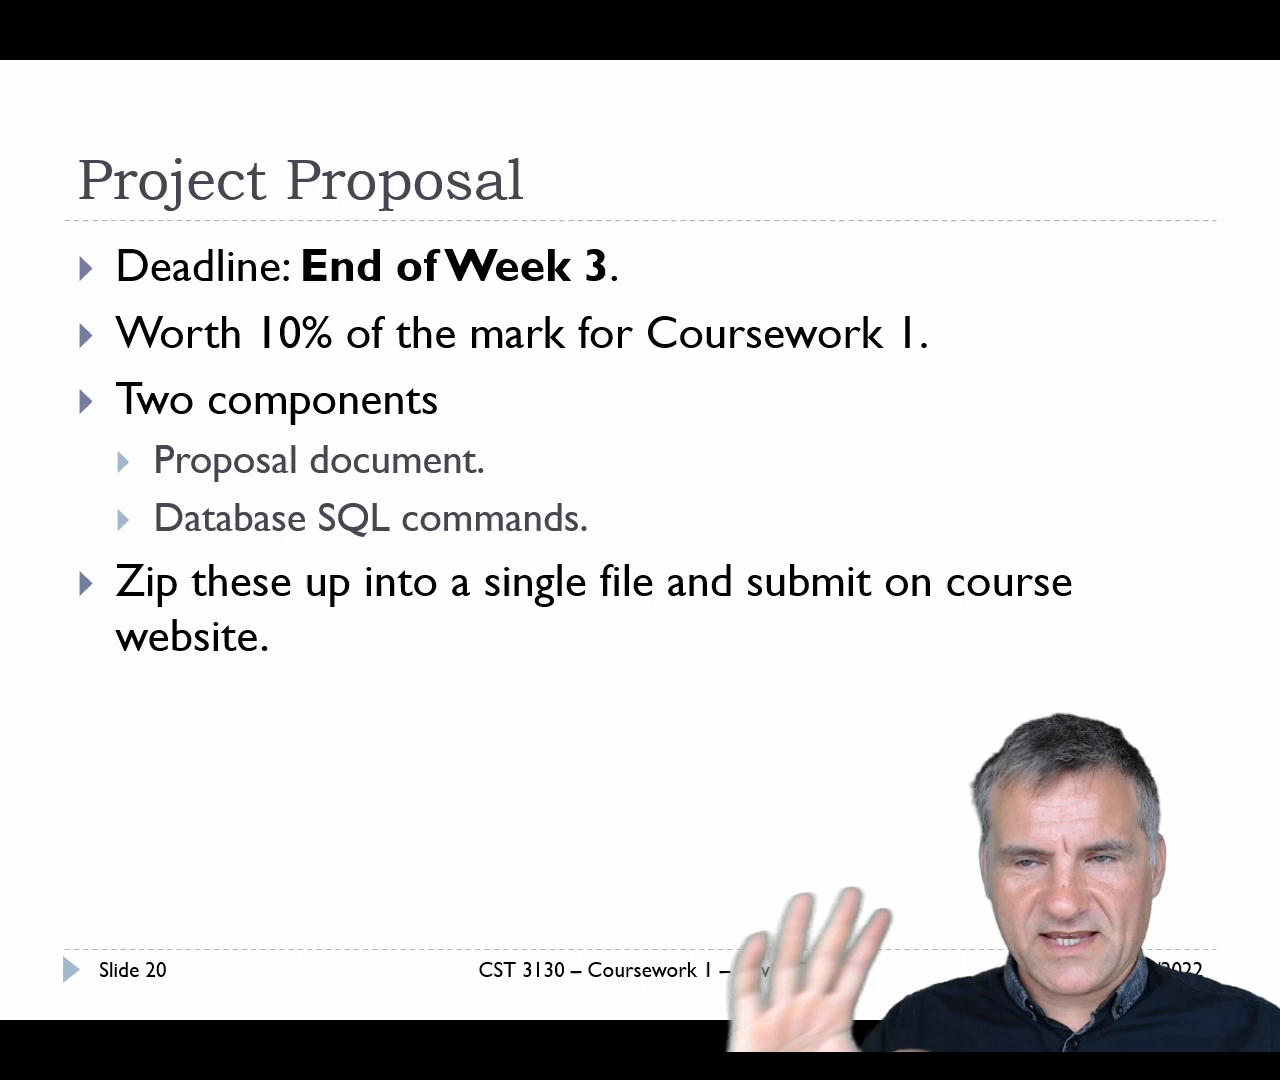 Project Proposal
Deadline: End of Week 3.
Worth 10% of the mark for Coursework 1.
Two components
Proposal document.
Database SQL commands.
Zip these up into a single file and submit on course
website.
Slide 20
CST 3130 – Coursework 1 –
/2022